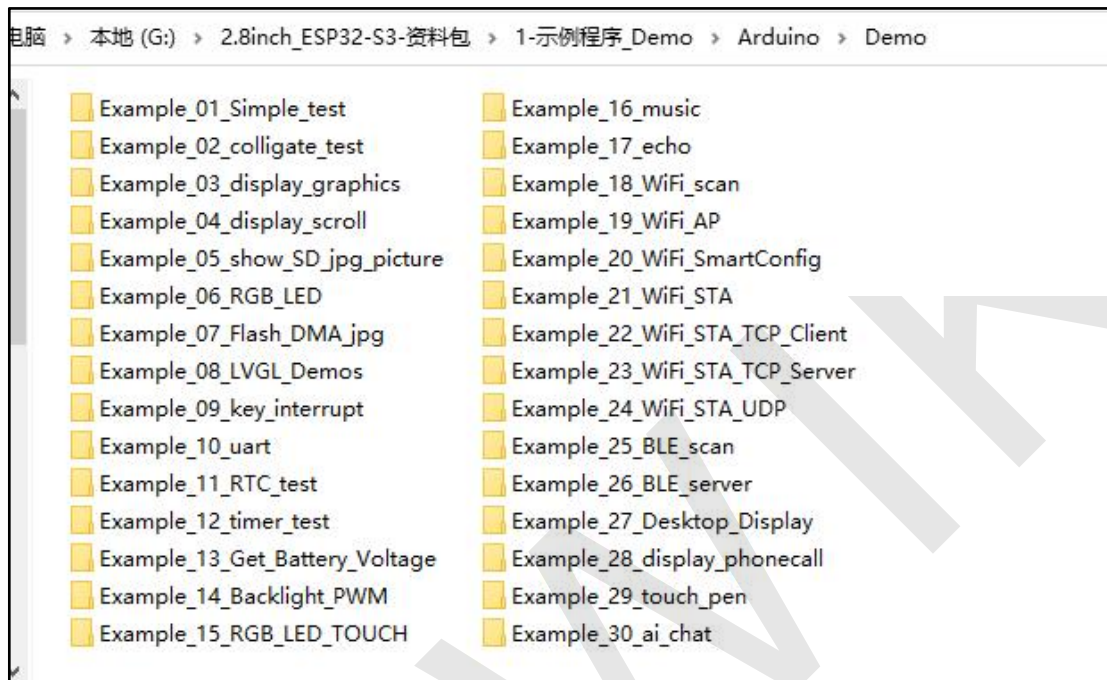 电脑 > 本地 (G:) > 2.8inch_ESP32-S3-资料包 > 1-示例程序_Demo > Arduino > Demo
Example_01_Simple_test
Example_02_colligate_test
Example_03_display_graphics
Example_04_display_scroll
Example_05_show_SD_jpg_picture
Example_06_RGB_LED
Example_07_Flash_DMA_jpg
Example_08_LVGL_Demos
Example_09_key_interrupt
Example_10_uart
Example_11_RTC_test
Example_12_timer_test
Example_13_Get_Battery_Voltage
Example_14_Backlight_PWM
Example_15_RGB_LED_TOUCH
Example_16_music
Example_17_echo
Example_18_WiFi_scan
Example_19_WiFi_AP
Example_20_WiFi_SmartConfig
Example_21_WiFi_STA
Example_22_WiFi_STA_TCP_Client
Example_23_WiFi_STA_TCP_Server
Example_24_WiFi_STA_UDP
Example_25_BLE_scan
Example_26_BLE_server
Example_27_Desktop_Display
Example_28_display_phonecall
Example_29_touch_pen
Example_30_ai_chat